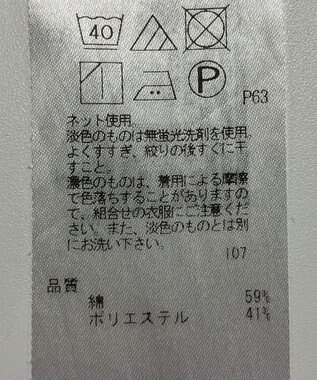 40
P
P63
ネット使用。
淡色のものは無蛍光洗剤を使用。
よくすすぎ、絞りの後すぐに干
すこと。
濃色のものは、着用による摩擦
で色落ちすることがありますの
で、組合せの衣服にご注意くだ
さい。また、淡色のものとは別
にお洗い下さい。
107
品質
綿 59%
ポリエステル 41%